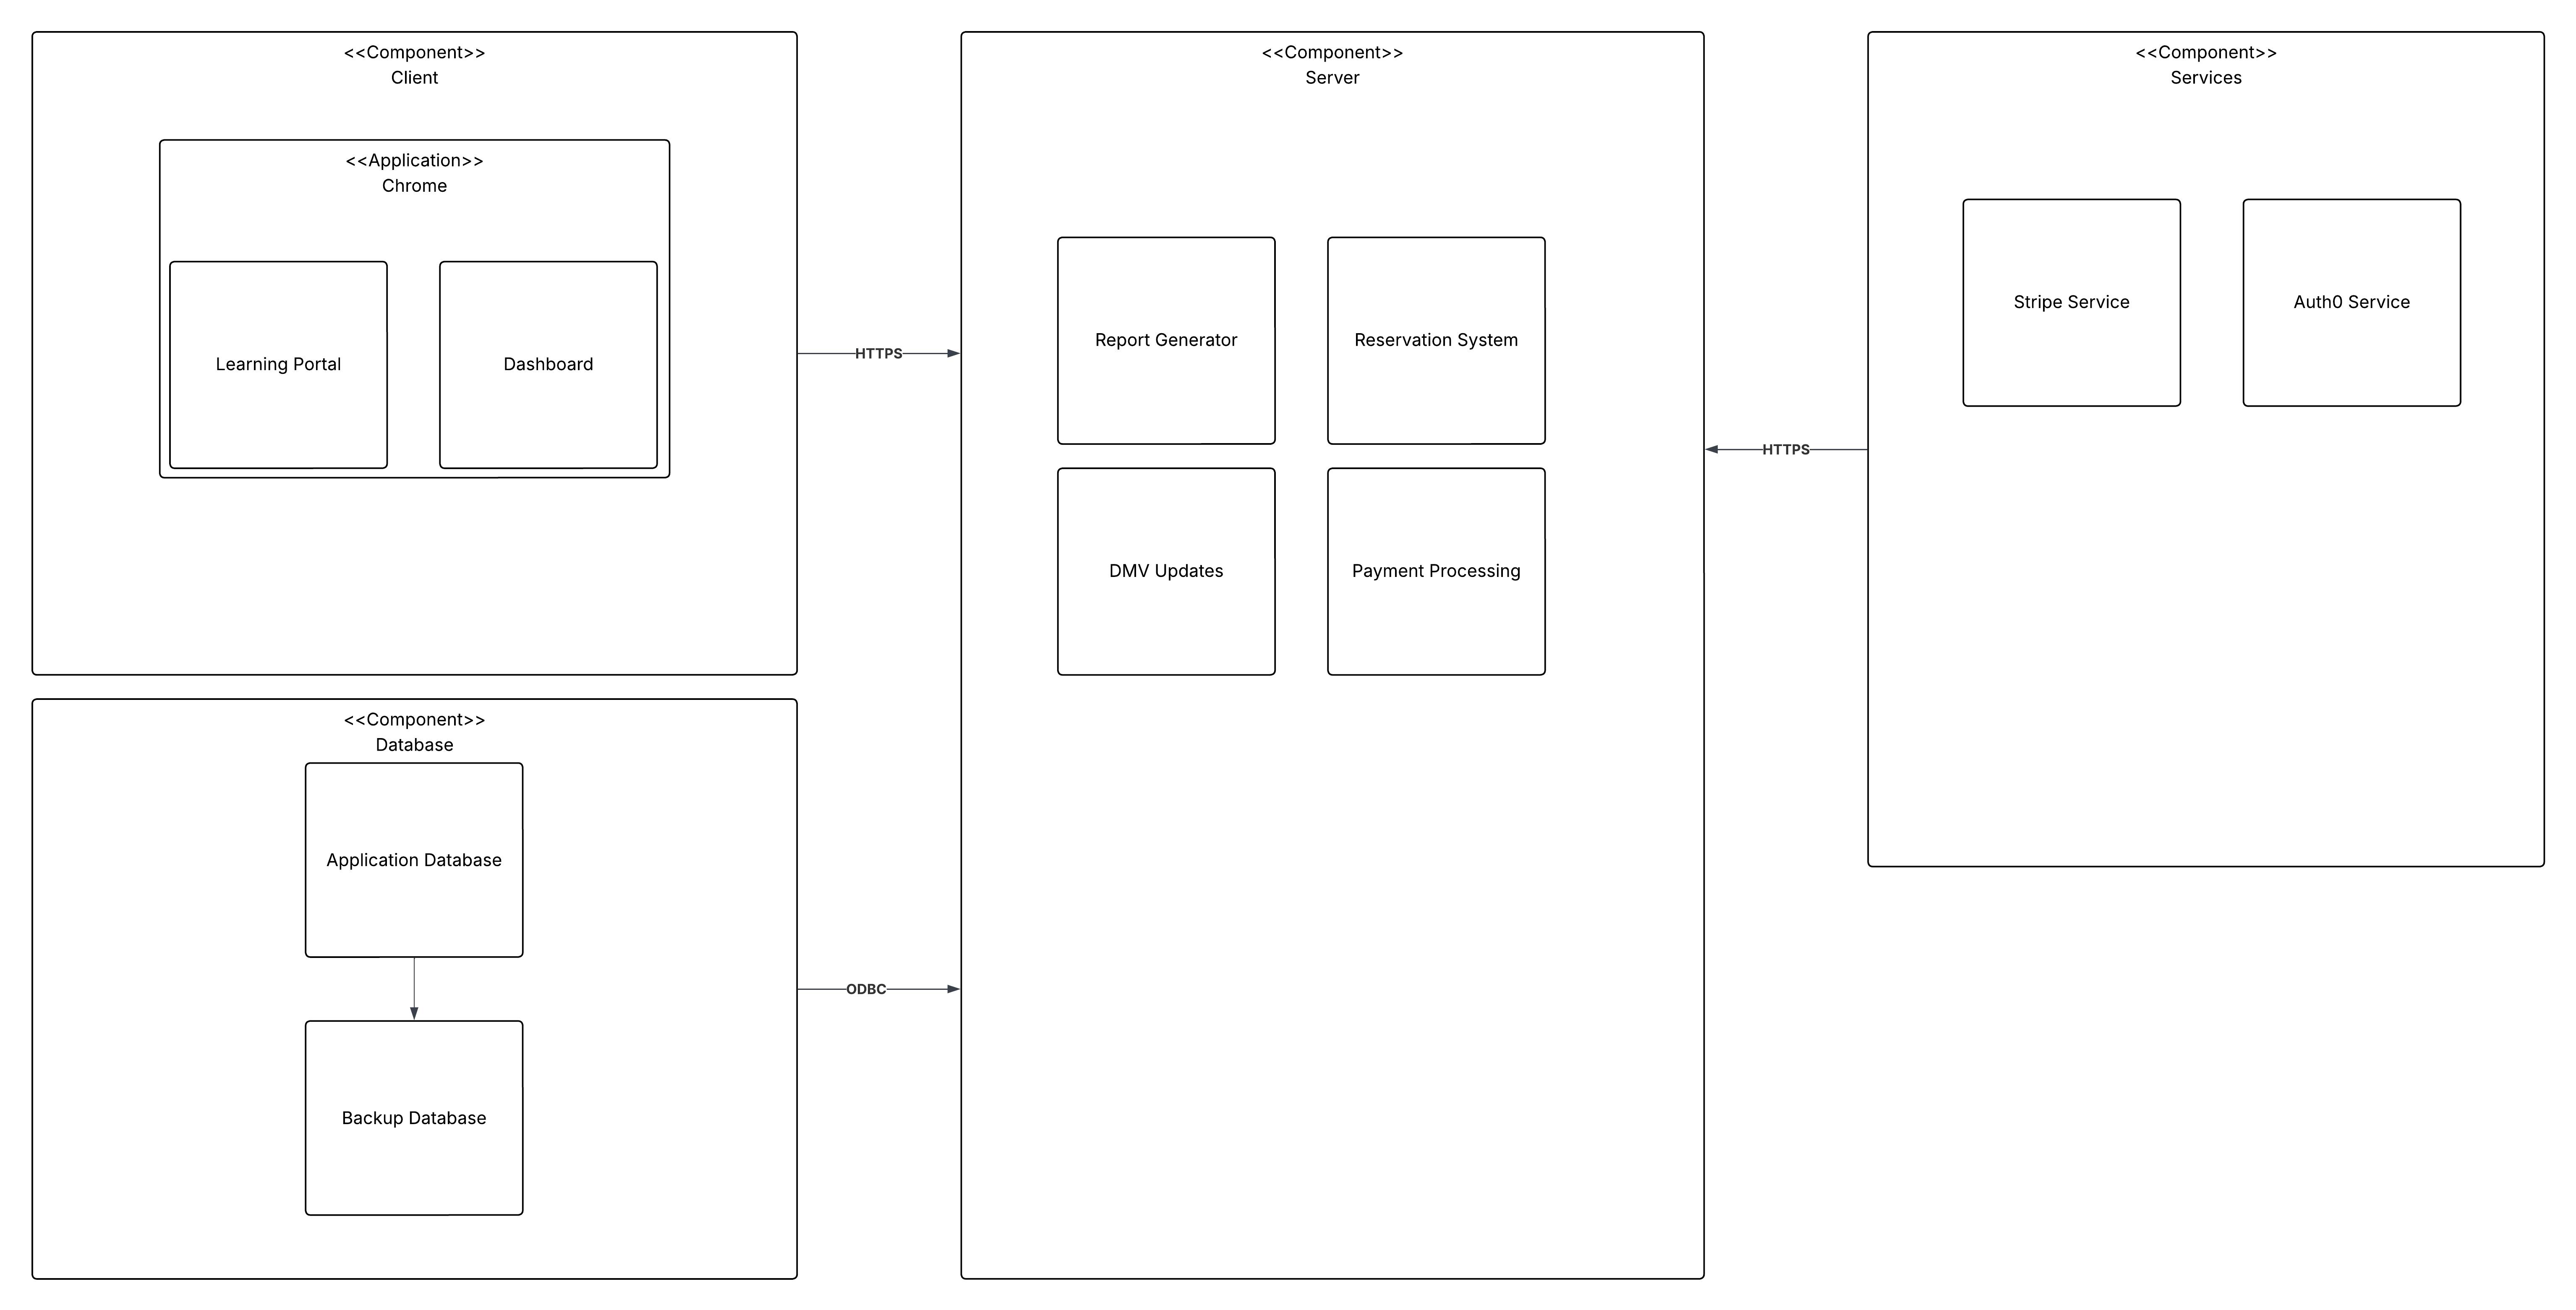 <<Component>>
Client
<<Application>>
Chrome
Learning Portal
Dashboard
<<Component>>
Database
Application Database
Backup Database
HTTPS
ODBC
<<Component>>
Server
Report Generator
Reservation System
DMV Updates
Payment Processing
HTTPS
<<Component>>
Services
Stripe Service
Auth0 Service